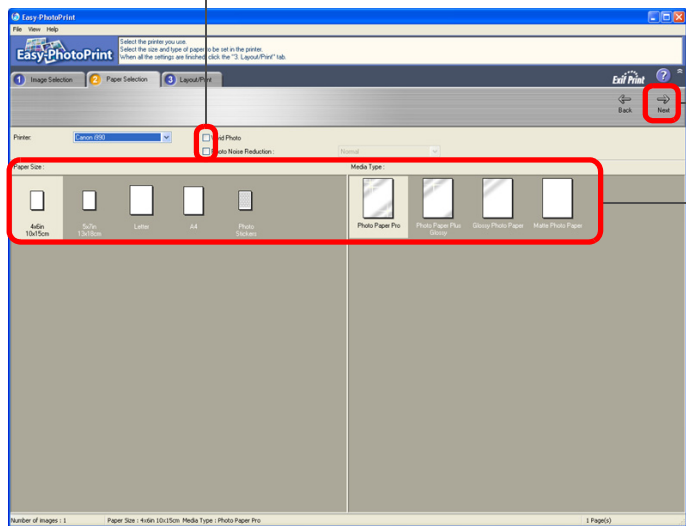 Easy-PhotoPrint
File View Help
Easy-PhotoPrint
Select the printer you use.
Select the size and type of paper to be set in the printer.
When all the settings are finished, click the "3. Layout/Print" tab.
1 Image Selection 2 Paper Selection 3 Layout/Print Exif Print ?
Back Next
Printer: Canon i990 Vivid Photo
Photo Noise Reduction : Normal
Paper Size : Media Type :
4x6in 5x7in Letter A4 Photo Photo Paper Pro Photo Paper Plus Glossy Photo Paper Matte Photo Paper
10x15cm 13x18cm Stickers Glossy
Number of images : 1 Paper Size : 4x6in 10x15cm Media Type : Photo Paper Pro 1 Page(s)